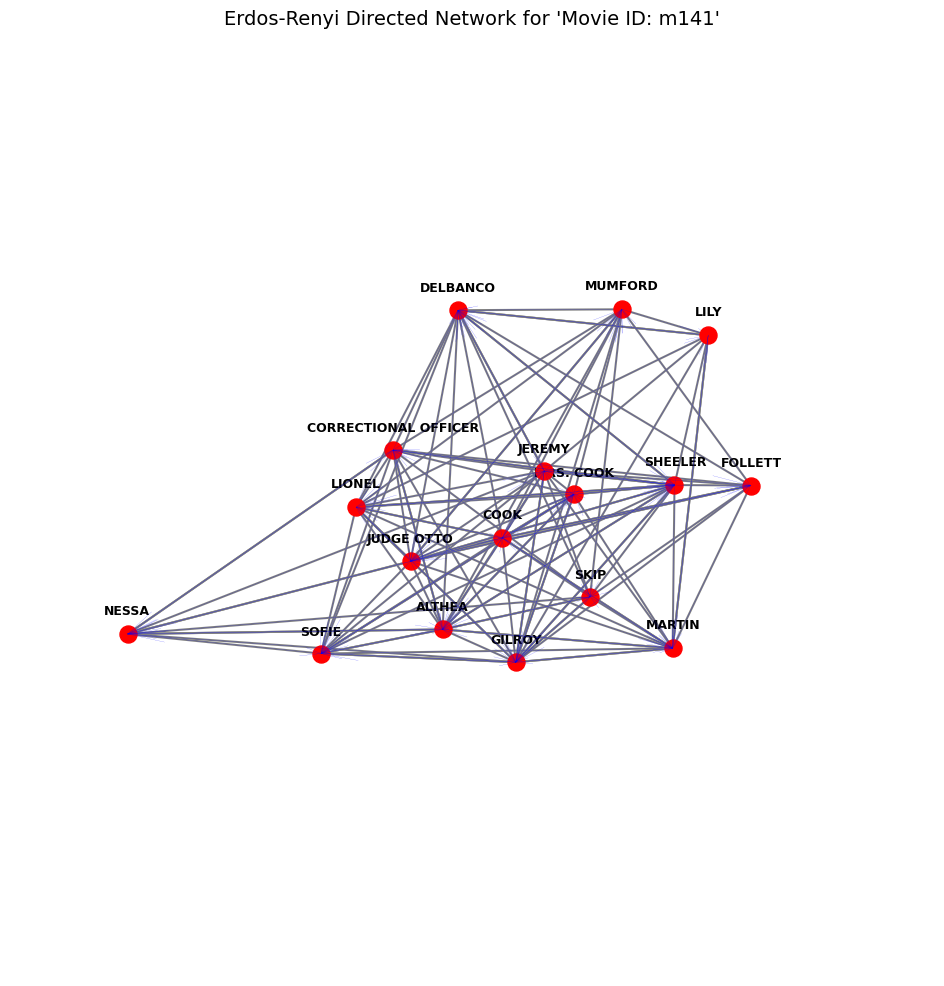 Erdos-Renyi Directed Network for 'Movie ID: m141'
DELBANCO
MUMFORD
LILY
CORRECTIONAL OFFICER
JEREMY
SHEELER
FOLLETT
MRS. COOK
LIONEL
COOK
JUDGE OTTO
SKIP
NESSA
ALTHEA
SOFIE
GILROY
MARTIN